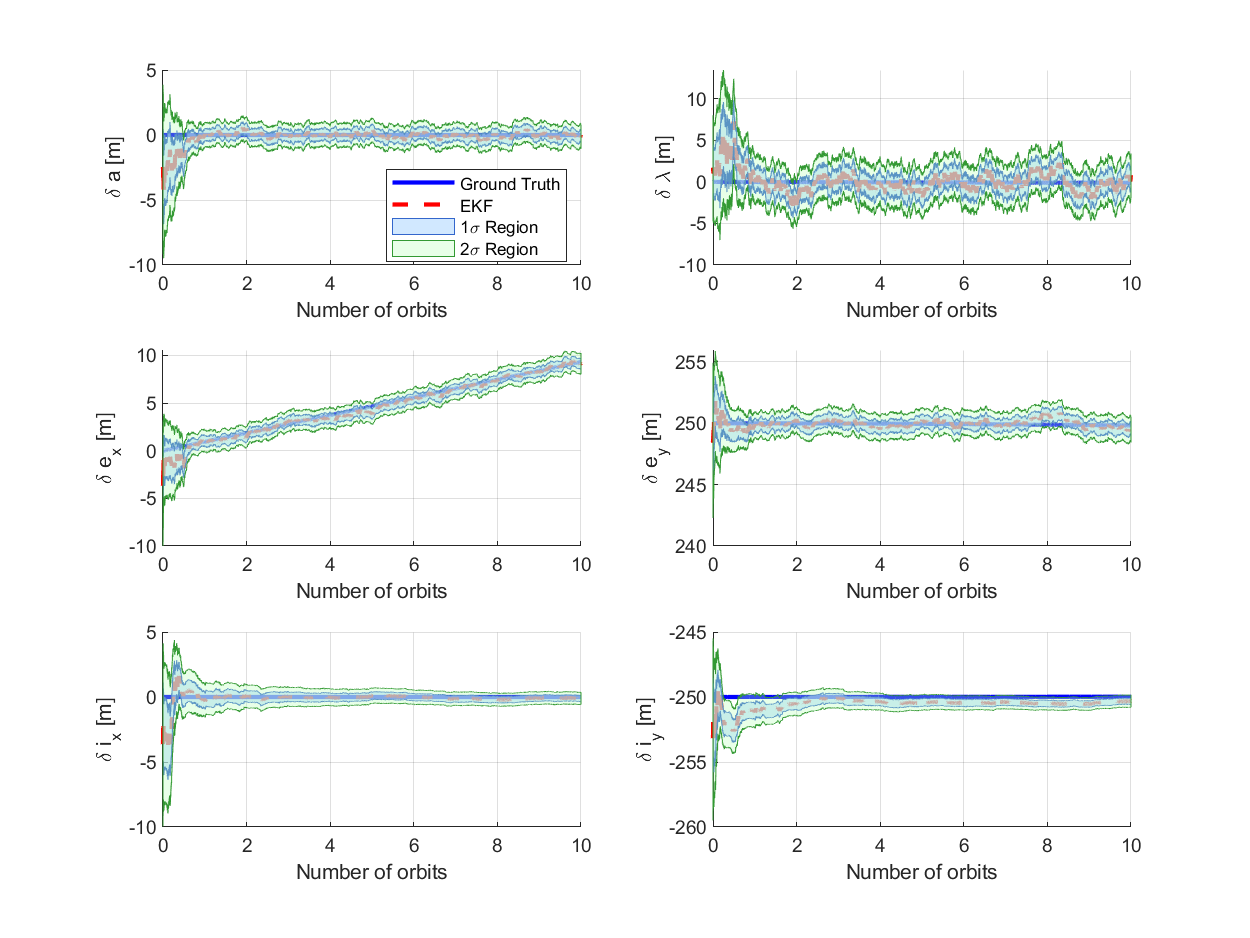 5
0
-5
-10
δ a [m]
0 2 4 6 8 10
Number of orbits
Ground Truth
EKF
1σ Region
2σ Region
10
5
0
-5
-10
δ λ [m]
0 2 4 6 8 10
Number of orbits
10
5
0
-5
-10
δ e_x [m]
0 2 4 6 8 10
Number of orbits
255
250
245
240
δ e_y [m]
0 2 4 6 8 10
Number of orbits
5
0
-5
-10
δ i_x [m]
0 2 4 6 8 10
Number of orbits
-245
-250
-255
-260
δ i_y [m]
0 2 4 6 8 10
Number of orbits